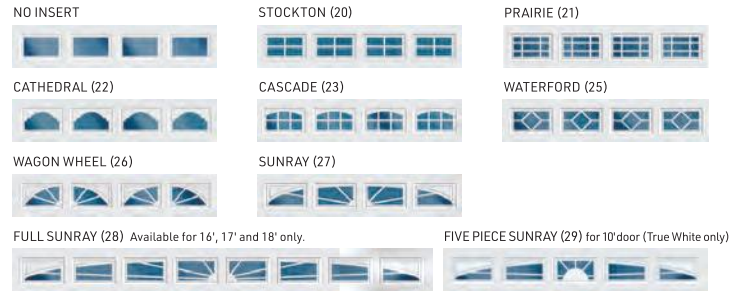 NO INSERT
STOCKTON (20)
PRAIRIE (21)
CATHEDRAL (22)
CASCADE (23)
WATERFORD (25)
WAGON WHEEL (26)
SUNRAY (27)
FULL SUNRAY (28) Available for 16', 17' and 18' only.
FIVE PIECE SUNRAY (29) for 10'door (True White only)